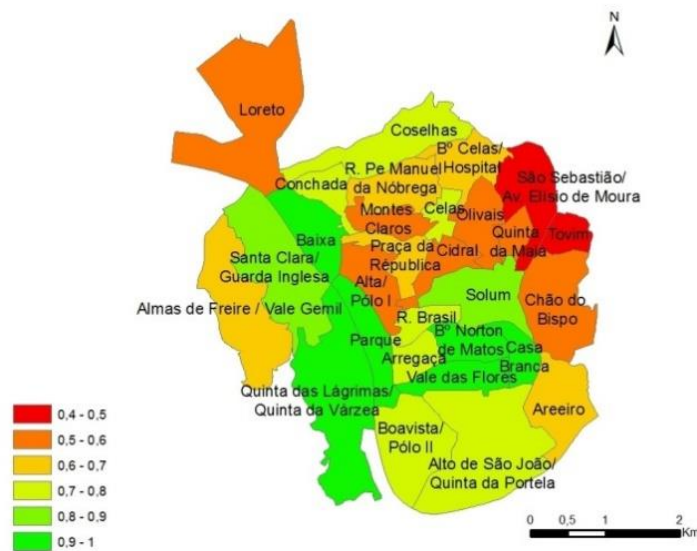 N
Loreto
Coselhas
Bº Celas/
Hospital
R. Pe Manuel
da Nóbrega
São Sebastião/
Av. Elísio de Moura
Conchada
Celas
Olivais
Montes
Claros
Baixa
Praça da
Républica
Cidral
Quinta
da Maia
Tovim
Santa Clara/
Guarda Inglesa
Alta/
Pólo I
Solum
Chão do
Bispo
Almas de Freire / Vale Gemil
R. Brasil
Bº Norton
de Matos
Parque
Casa
Branca
Arregaça
Vale das Flores
Quinta das Lágrimas/
Quinta da Várzea
Areeiro
Boavista/
Pólo II
Alto de São João/
Quinta da Portela
0,4 - 0,5
0,5 - 0,6
0,6 - 0,7
0,7 - 0,8
0,8 - 0,9
0,9 - 1
0 0,5 1 2
Km